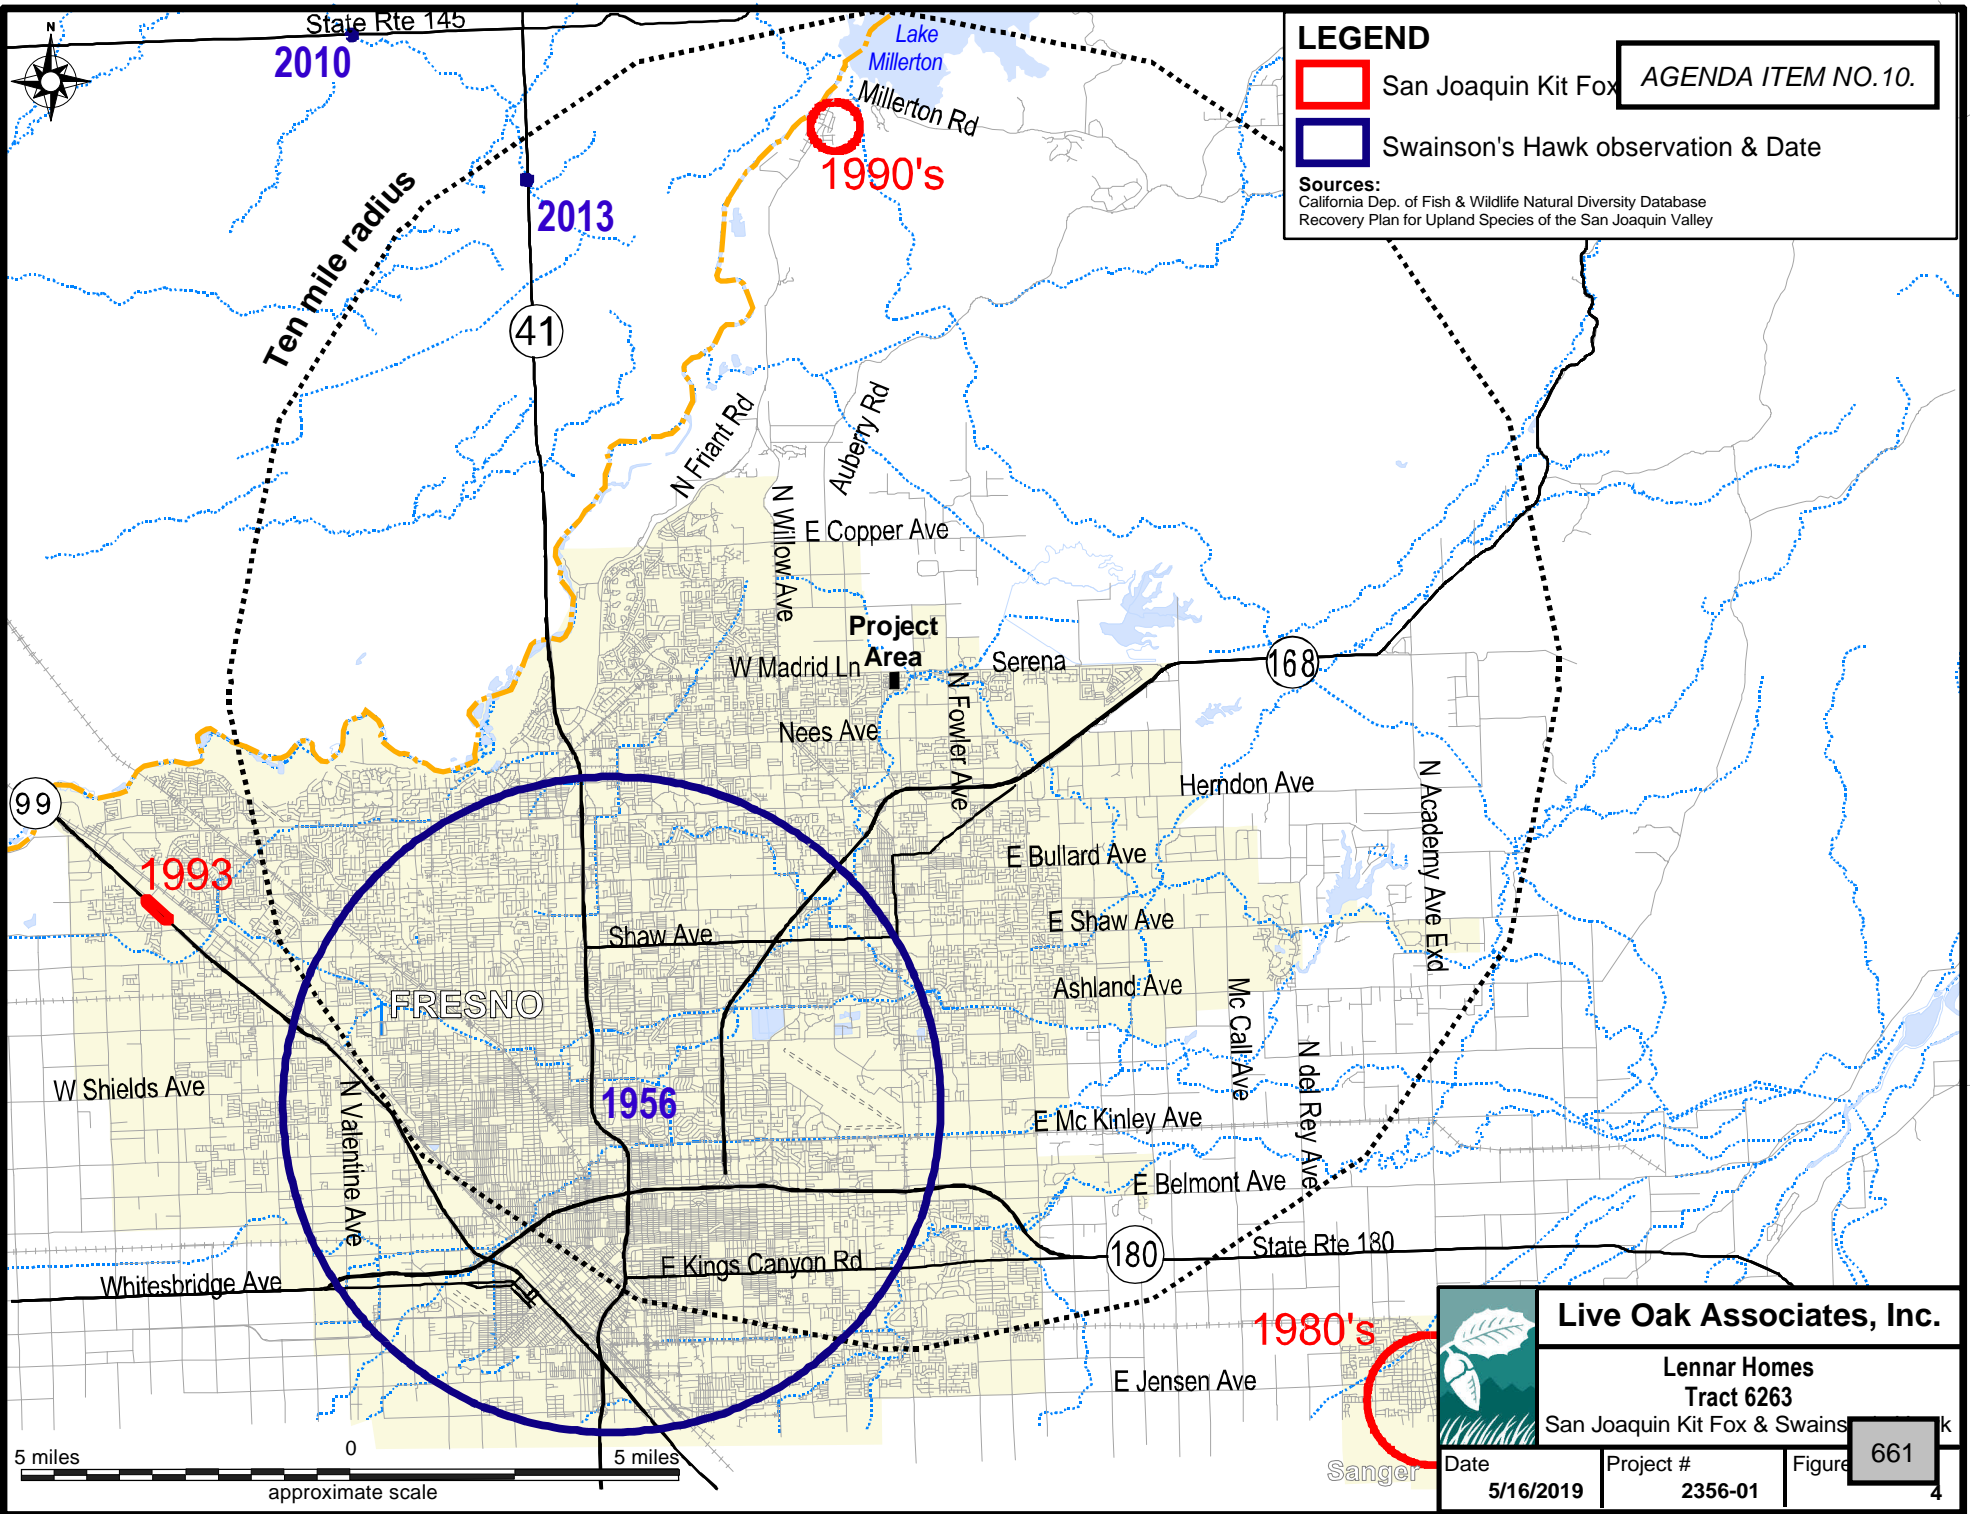 N
State Rte 145
2010
2013
Ten mile radius
41
Lake
Millerton
Millerton Rd
1990's
LEGEND
San Joaquin Kit Fox
AGENDA ITEM NO.10.
Swainson's Hawk observation & Date
Sources:
California Dep. of Fish & Wildlife Natural Diversity Database
Recovery Plan for Upland Species of the San Joaquin Valley
N Friant Rd
Auberry Rd
N Willow Ave
E Copper Ave
Project
Area
W Madrid Ln
Serena
168
N Fowler Ave
Nees Ave
Herndon Ave
N Academy Ave Exd
99
1993
E Bullard Ave
E Shaw Ave
Shaw Ave
Ashland Ave
FRESNO
Mc Call Ave
N del Rey Ave
W Shields Ave
N Valentine Ave
1956
E Mc Kinley Ave
E Belmont Ave
180
State Rte 180
E Kings Canyon Rd
Whitesbridge Ave
1980's
E Jensen Ave
Sanger
5 miles
0
5 miles
approximate scale
Live Oak Associates, Inc.
Lennar Homes
Tract 6263
San Joaquin Kit Fox & Swains
k
661
Date
5/16/2019
Project #
2356-01
Figure
4